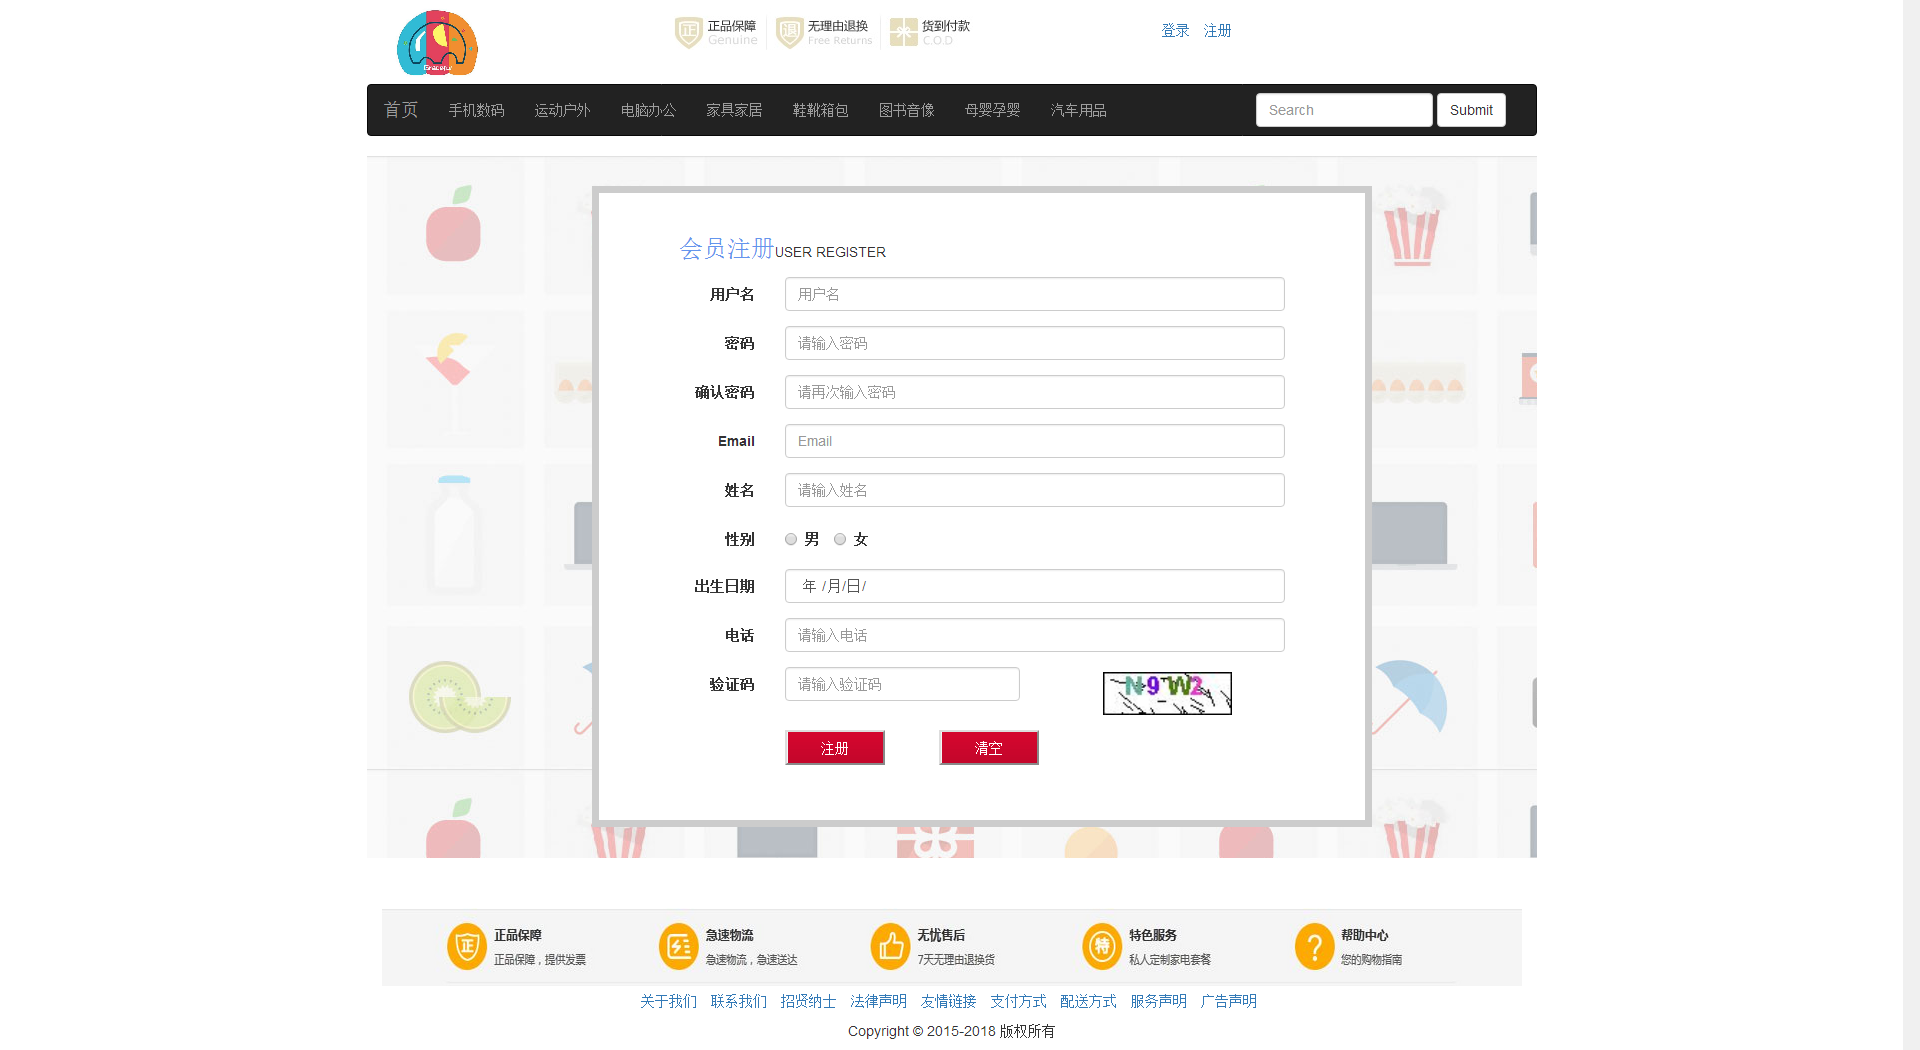 Graceful
正品保障 无理由退换 货到付款
Genuine Free Returns C.O.D
登录 注册
首页 手机数码 运动户外 电脑办公 家具家居 鞋靴箱包 图书音像 母婴孕婴 汽车用品 Search Submit
会员注册USER REGISTER
用户名 用户名
密码 请输入密码
确认密码 请再次输入密码
Email Email
姓名 请输入姓名
性别 男 女
出生日期 年 /月/日/
电话 请输入电话
验证码 请输入验证码 N9W2
注册 清空
正品保障 急速物流 无忧售后 特色服务 帮助中心
正品保障，提供发票 急速物流，急速送达 7天无理由退换货 私人定制家电套餐 您的购物指南
关于我们 联系我们 招贤纳士 法律声明 友情链接 支付方式 配送方式 服务声明 广告声明
Copyright © 2015-2018 版权所有